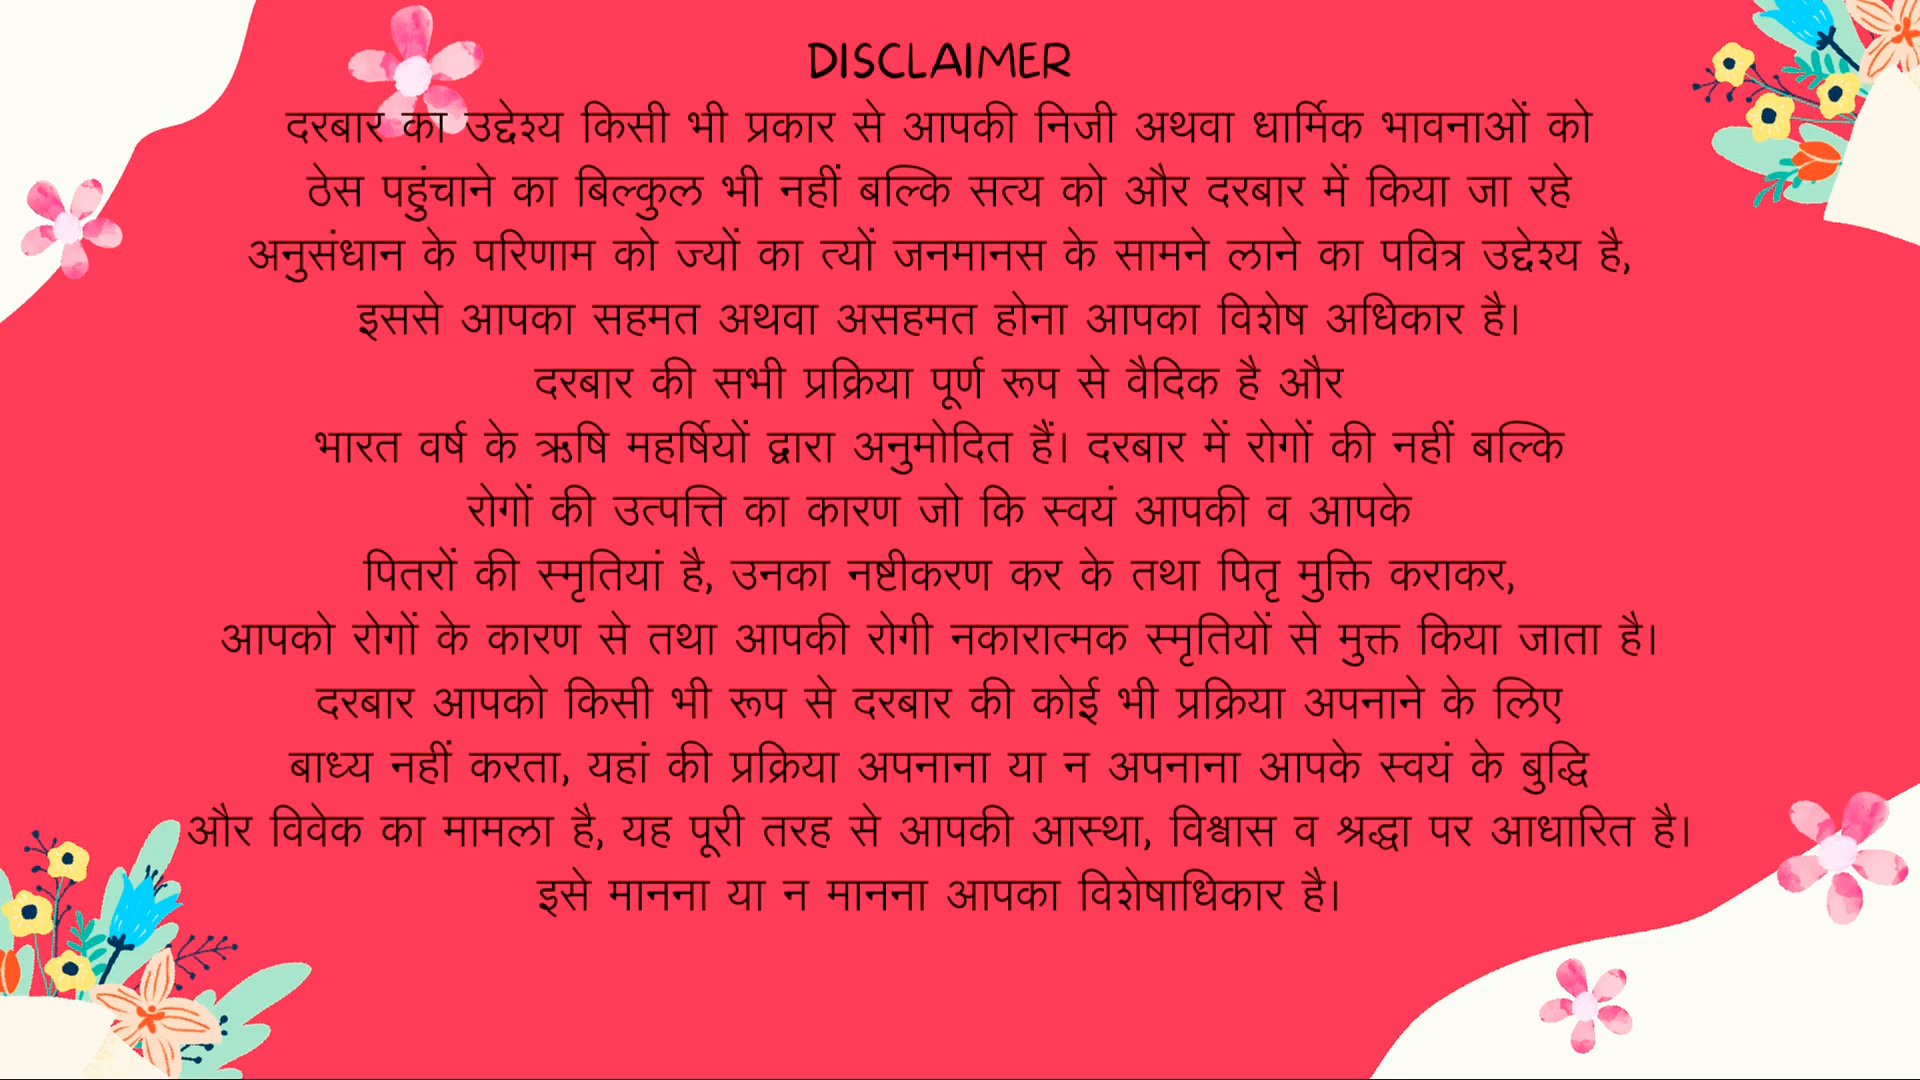 DISCLAIMER
दरबार का उद्देश्य किसी भी प्रकार से आपकी निजी अथवा धार्मिक भावनाओं को
ठेस पहुंचाने का बिल्कुल भी नहीं बल्कि सत्य को और दरबार में किया जा रहे
अनुसंधान के परिणाम को ज्यों का त्यों जनमानस के सामने लाने का पवित्र उद्देश्य है,
इससे आपका सहमत अथवा असहमत होना आपका विशेष अधिकार है।
दरबार की सभी प्रक्रिया पूर्ण रूप से वैदिक है और
भारत वर्ष के ऋषि महर्षियों द्वारा अनुमोदित हैं। दरबार में रोगों की नहीं बल्कि
रोगों की उत्पत्ति का कारण जो कि स्वयं आपकी व आपके
पितरों की स्मृतियां है, उनका नष्टीकरण कर के तथा पितृ मुक्ति कराकर,
आपको रोगों के कारण से तथा आपकी रोगी नकारात्मक स्मृतियों से मुक्त किया जाता है।
दरबार आपको किसी भी रूप से दरबार की कोई भी प्रक्रिया अपनाने के लिए
बाध्य नहीं करता, यहां की प्रक्रिया अपनाना या न अपनाना आपके स्वयं के बुद्धि
और विवेक का मामला है, यह पूरी तरह से आपकी आस्था, विश्वास व श्रद्धा पर आधारित है।
इसे मानना या न मानना आपका विशेषाधिकार है।